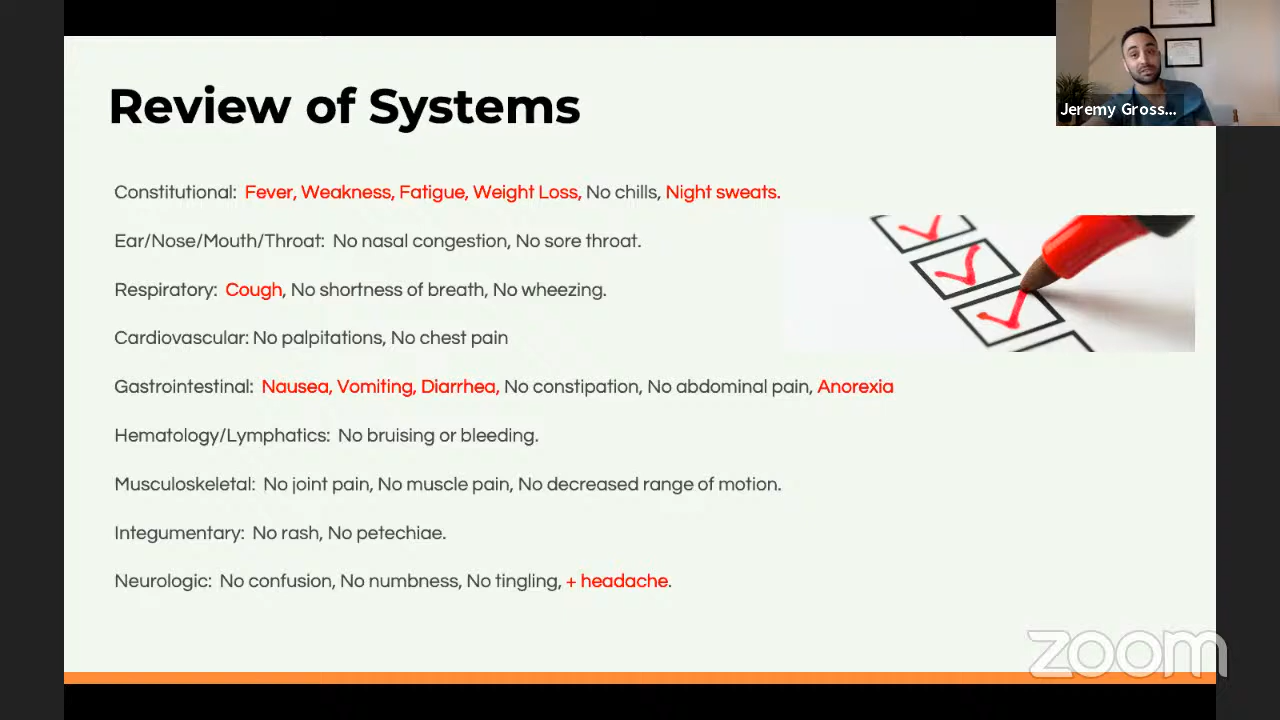 Review of Systems
Jeremy Gross...
Constitutional: Fever, Weakness, Fatigue, Weight Loss, No chills, Night sweats.
Ear/Nose/Mouth/Throat: No nasal congestion, No sore throat.
Respiratory: Cough, No shortness of breath, No wheezing.
Cardiovascular: No palpitations, No chest pain
Gastrointestinal: Nausea, Vomiting, Diarrhea, No constipation, No abdominal pain, Anorexia
Hematology/Lymphatics: No bruising or bleeding.
Musculoskeletal: No joint pain, No muscle pain, No decreased range of motion.
Integumentary: No rash, No petechiae.
Neurologic: No confusion, No numbness, No tingling, + headache.
zoom